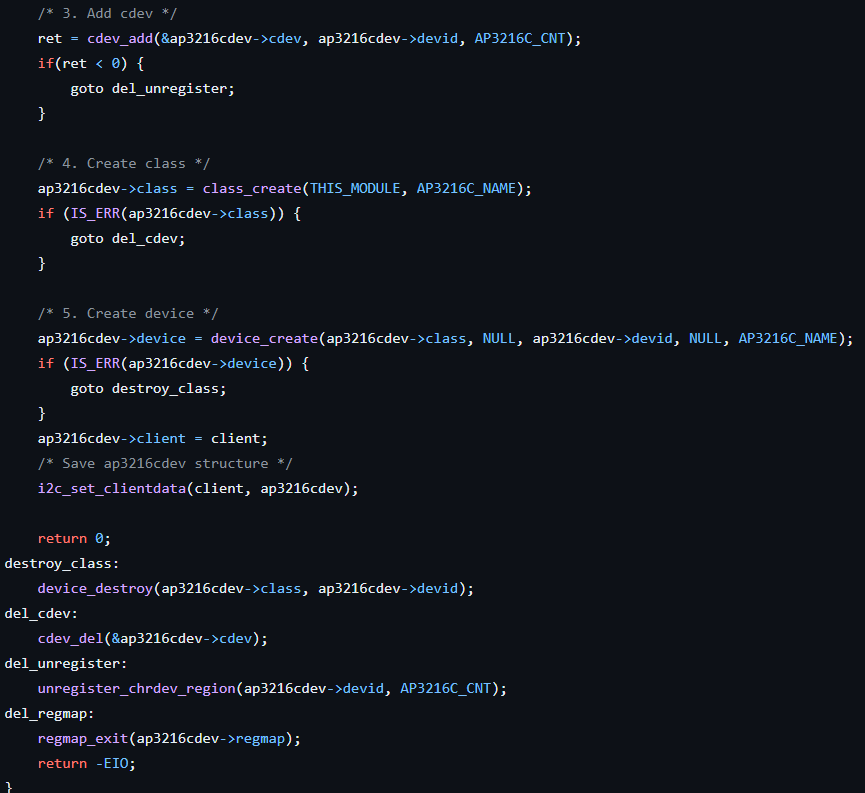 /* 3. Add cdev */
ret = cdev_add(&ap3216cdev->cdev, ap3216cdev->devid, AP3216C_CNT);
if(ret < 0) {
goto del_unregister;
}
/* 4. Create class */
ap3216cdev->class = class_create(THIS_MODULE, AP3216C_NAME);
if (IS_ERR(ap3216cdev->class)) {
goto del_cdev;
}
/* 5. Create device */
ap3216cdev->device = device_create(ap3216cdev->class, NULL, ap3216cdev->devid, NULL, AP3216C_NAME);
if (IS_ERR(ap3216cdev->device)) {
goto destroy_class;
}
ap3216cdev->client = client;
/* Save ap3216cdev structure */
i2c_set_clientdata(client, ap3216cdev);
return 0;
destroy_class:
device_destroy(ap3216cdev->class, ap3216cdev->devid);
del_cdev:
cdev_del(&ap3216cdev->cdev);
del_unregister:
unregister_chrdev_region(ap3216cdev->devid, AP3216C_CNT);
del_regmap:
regmap_exit(ap3216cdev->regmap);
return -EIO;
}